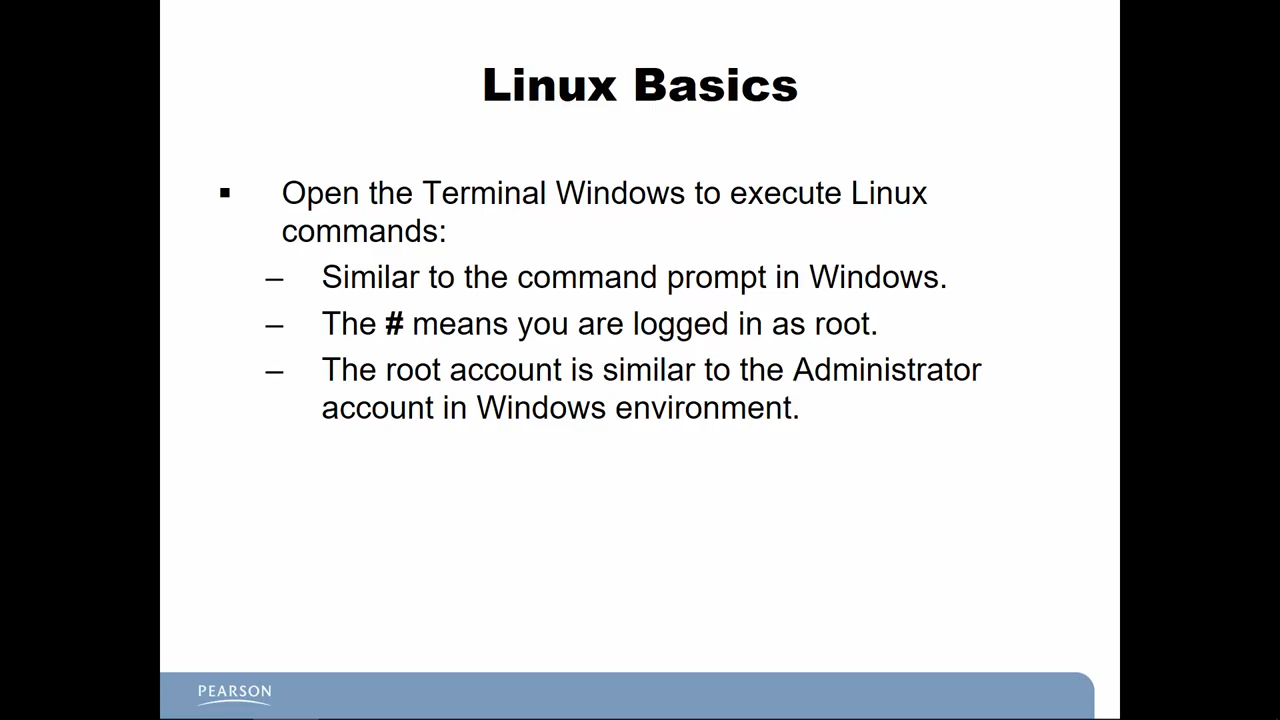 Linux Basics
▪ Open the Terminal Windows to execute Linux
commands:
– Similar to the command prompt in Windows.
– The # means you are logged in as root.
– The root account is similar to the Administrator
account in Windows environment.
PEARSON